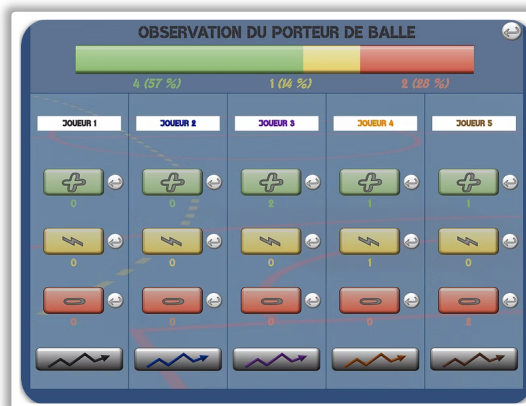 OBSERVATION DU PORTEUR DE BALLE
4 (57 %) 1 (14 %) 2 (28 %)
JOUEUR 1 JOUEUR 2 JOUEUR 3 JOUEUR 4 JOUEUR 5
0 0 2 1 1
0 0 0 1 0
0 0 0 0 2